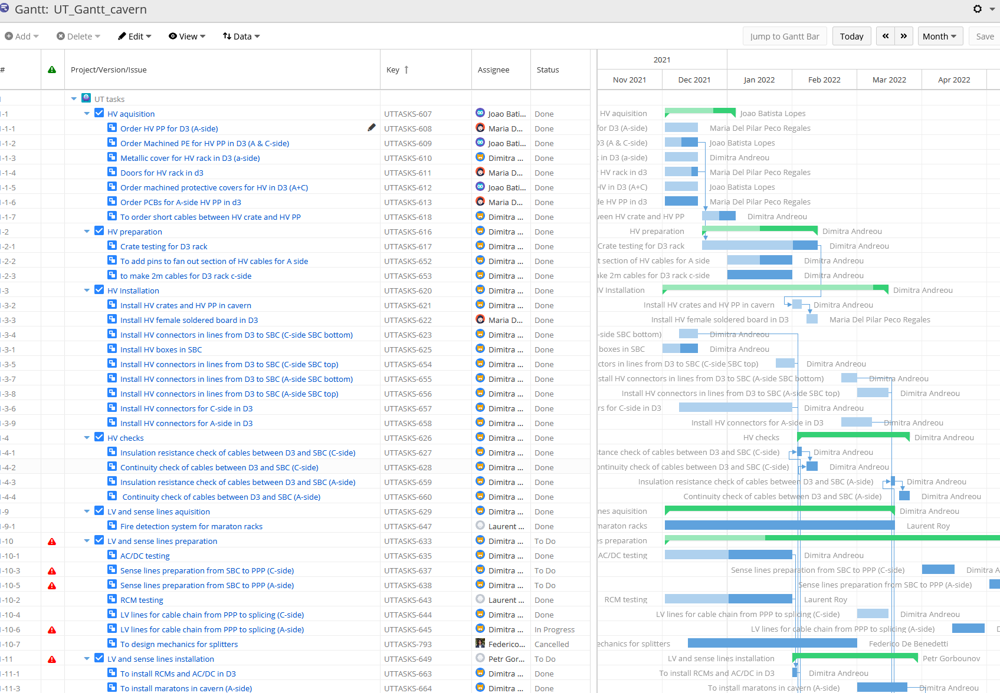 Gantt: UT_Gantt_cavern
Add Delete Edit View Data Jump to Gantt Bar Today « » Month Save
# Project/Version/Issue Key ↑ Assignee Status
2021
Nov 2021 Dec 2021 Jan 2022 Feb 2022 Mar 2022 Apr 2022
UT tasks
-1 HV aquisition UTTASKS-607 Joao Bati... Done HV aquisition Joao Batista Lopes
-1-1 Order HV PP for D3 (A-side) UTTASKS-608 Maria D... Done for D3 (A-side) Maria Del Pilar Peco Regales
-1-2 Order Machined PE for HV PP in D3 (A & C-side) UTTASKS-609 Joao Bati... Done D3 (A & C-side) Joao Batista Lopes
-1-3 Metallic cover for HV rack in D3 (a-side) UTTASKS-610 Dimitra ... Done in D3 (a-side) Dimitra Andreou
-1-4 Doors for HV rack in d3 UTTASKS-611 Maria D... Done HV rack in d3 Maria Del Pilar Peco Regales
-1-5 Order machined protective covers for HV in D3 (A+C) UTTASKS-612 Joao Bati... Done HV in D3 (A+C) Joao Batista Lopes
-1-6 Order PCBs for A-side HV PP in d3 UTTASKS-613 Maria D... Done de HV PP in d3 Maria Del Pilar Peco Regales
-1-7 To order short cables between HV crate and HV PP UTTASKS-618 Dimitra ... Done veen HV crate and HV PP Dimitra Andreou
-2 HV preparation UTTASKS-616 Dimitra ... Done HV preparation Dimitra Andreou
-2-1 Crate testing for D3 rack UTTASKS-617 Dimitra ... Done Crate testing for D3 rack Dimitra Andreou
-2-2 To add pins to fan out section of HV cables for A side UTTASKS-652 Dimitra ... Done t section of HV cables for A side Dimitra Andreou
-2-3 to make 2m cables for D3 rack c-side UTTASKS-653 Dimitra ... Done ke 2m cables for D3 rack c-side Dimitra Andreou
-3 HV Installation UTTASKS-620 Dimitra ... Done HV Installation Dimitra Andreou
-3-2 Install HV crates and HV PP in cavern UTTASKS-621 Dimitra ... Done Install HV crates and HV PP in cavern Dimitra Andreou
-3-3 Install HV female soldered board in D3 UTTASKS-622 Maria D... Done Install HV female soldered board in D3 Maria Del Pilar Peco Regales
-3-4 Install HV connectors in lines from D3 to SBC (C-side SBC bottom) UTTASKS-623 Dimitra ... Done -side SBC bottom) Dimitra Andreou
-3-1 Install HV boxes in SBC UTTASKS-625 Dimitra ... Done boxes in SBC Dimitra Andreou
-3-5 Install HV connectors in lines from D3 to SBC (C-side SBC top) UTTASKS-654 Dimitra ... Done ctors in lines from D3 to SBC (C-side SBC top) Dimitra Andreou
-3-7 Install HV connectors in lines from D3 to SBC (A-side SBC bottom) UTTASKS-655 Dimitra ... Done stall HV connectors in lines from D3 to SBC (A-side SBC bottom) Dimitra Andreou
-3-8 Install HV connectors in lines from D3 to SBC (A-side SBC top) UTTASKS-656 Dimitra ... Done Install HV connectors in lines from D3 to SBC (A-side SBC top) Dimitra Andreou
-3-6 Install HV connectors for C-side in D3 UTTASKS-657 Dimitra ... Done rs for C-side in D3 Dimitra Andreou
-3-9 Install HV connectors for A-side in D3 UTTASKS-658 Dimitra ... Done Install HV connectors for A-side in D3 Dimitra Andreou
-4 HV checks UTTASKS-626 Dimitra ... Done HV checks Dimitra Andreou
-4-1 Insulation resistance check of cables between D3 and SBC (C-side) UTTASKS-627 Dimitra ... Done stance check of cables between D3 and SBC (C-side) Dimitra Andreou
-4-2 Continuity check of cables between D3 and SBC (C-side) UTTASKS-628 Dimitra ... Done ontinuity check of cables between D3 and SBC (C-side) Dimitra Andreou
-4-3 Insulation resistance check of cables between D3 and SBC (A-side) UTTASKS-659 Dimitra ... Done Insulation resistance check of cables between D3 and SBC (A-side) Dimitra Andreou
-4-4 Continuity check of cables between D3 and SBC (A-side) UTTASKS-660 Dimitra ... Done Continuity check of cables between D3 and SBC (A-side) Dimitra Andreou
-9 LV and sense lines aquisition UTTASKS-629 Dimitra ... Done nes aquisition Dimitra Andreou
-9-1 Fire detection system for maraton racks UTTASKS-647 Laurent ... Done maraton racks Laurent Roy
-10 LV and sense lines preparation UTTASKS-633 Dimitra ... To Do s preparation
-10-1 AC/DC testing UTTASKS-635 Dimitra ... Done AC/DC testing Dimitra Andreou
-10-3 Sense lines preparation from SBC to PPP (C-side) UTTASKS-637 Dimitra ... To Do Sense lines preparation from SBC to PPP (C-side) Dimitra A
-10-5 Sense lines preparation from SBC to PPP (A-side) UTTASKS-638 Dimitra ... To Do Sense lines preparation from SBC to PPP (A-side)
-10-2 RCM testing UTTASKS-643 Laurent ... Done RCM testing Laurent Roy
-10-4 LV lines for cable chain from PPP to splicing (C-side) UTTASKS-644 Dimitra ... Done LV lines for cable chain from PPP to splicing (C-side) Dimitra Andreou
-10-6 LV lines for cable chain from PPP to splicing (A-side) UTTASKS-645 Dimitra ... In Progress LV lines for cable chain from PPP to splicing (A-side)
-10-7 To design mechanics for splitters UTTASKS-793 Federico... Cancelled echanics for splitters Federico De Benedetti
-11 LV and sense lines installation UTTASKS-649 Petr Gor... To Do LV and sense lines installation Petr Gorbounov
-11-1 To install RCMs and AC/DC in D3 UTTASKS-663 Dimitra ... Done To install RCMs and AC/DC in D3 Dimitra Andreou
-11-3 To install maratons in cavern (A-side) UTTASKS-664 Dimitra ... Done To install maratons in cavern (A-side) Dimitra Andreou